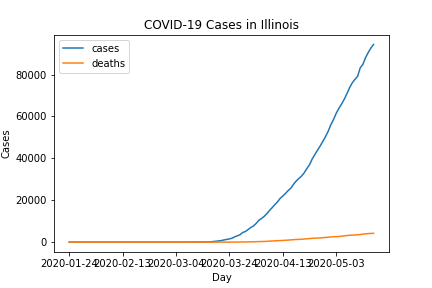 COVID-19 Cases in Illinois
cases
deaths
80000
60000
40000
20000
0
Cases
2020-01-24 2020-02-13 2020-03-04 2020-03-24 2020-04-13 2020-05-03
Day